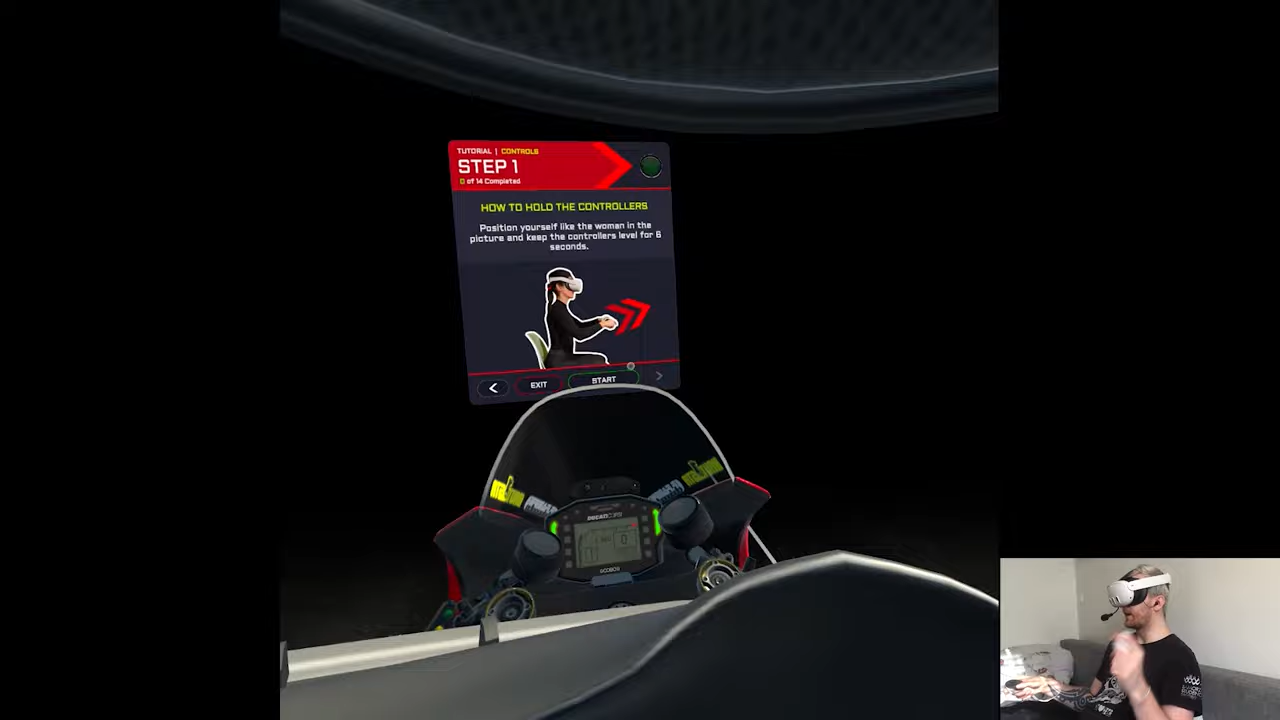 TUTORIAL | CONTROLS
STEP 1
0 of 14 Completed
HOW TO HOLD THE CONTROLLERS
Position yourself like the woman in the
picture and keep the controllers level for 6
seconds.
<
EXIT
START
>
0